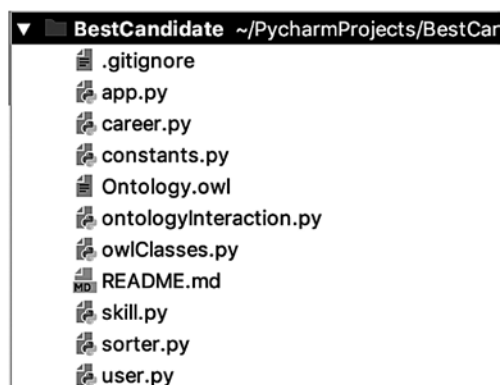 BestCandidate ~/PycharmProjects/BestCar
.gitignore
app.py
career.py
constants.py
Ontology.owl
ontologyInteraction.py
owlClasses.py
MD README.md
skill.py
sorter.py
user.py